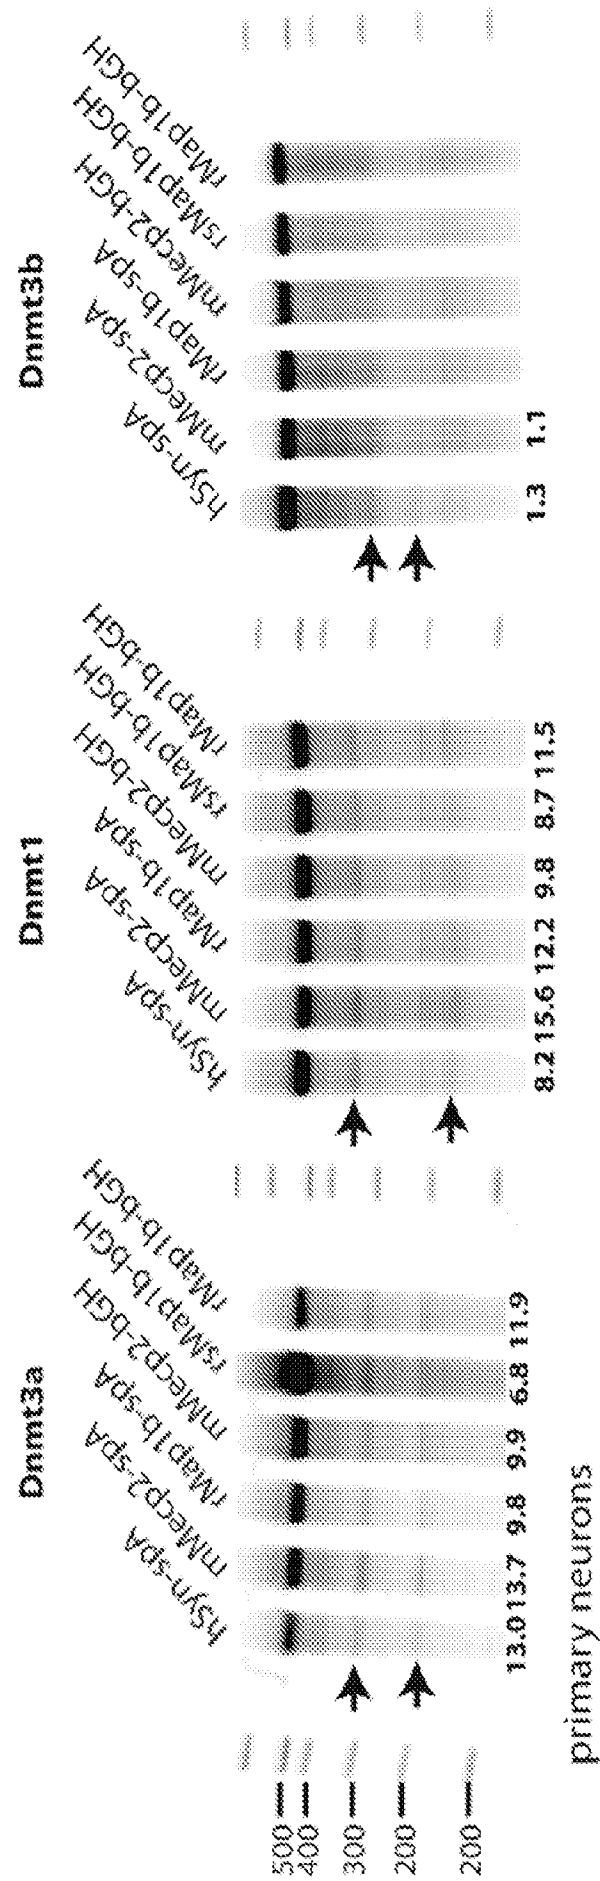 Dnmt3a
hSyn-spA
mMecp2-spA
rMap1b-spA
mMecp2-bGH
rsMap1b-bGH
rMap1b-bGH
500
400
300
200
200
13.0 13.7 9.8 9.9 6.8 11.9
Dnmt1
hSyn-spA
mMecp2-spA
rMap1b-spA
mMecp2-bGH
rsMap1b-bGH
rMap1b-bGH
8.2 15.6 12.2 9.8 8.7 11.5
Dnmt3b
hSyn-spA
mMecp2-spA
rMap1b-spA
mMecp2-bGH
rsMap1b-bGH
rMap1b-bGH
1.3 1.1
primary neurons